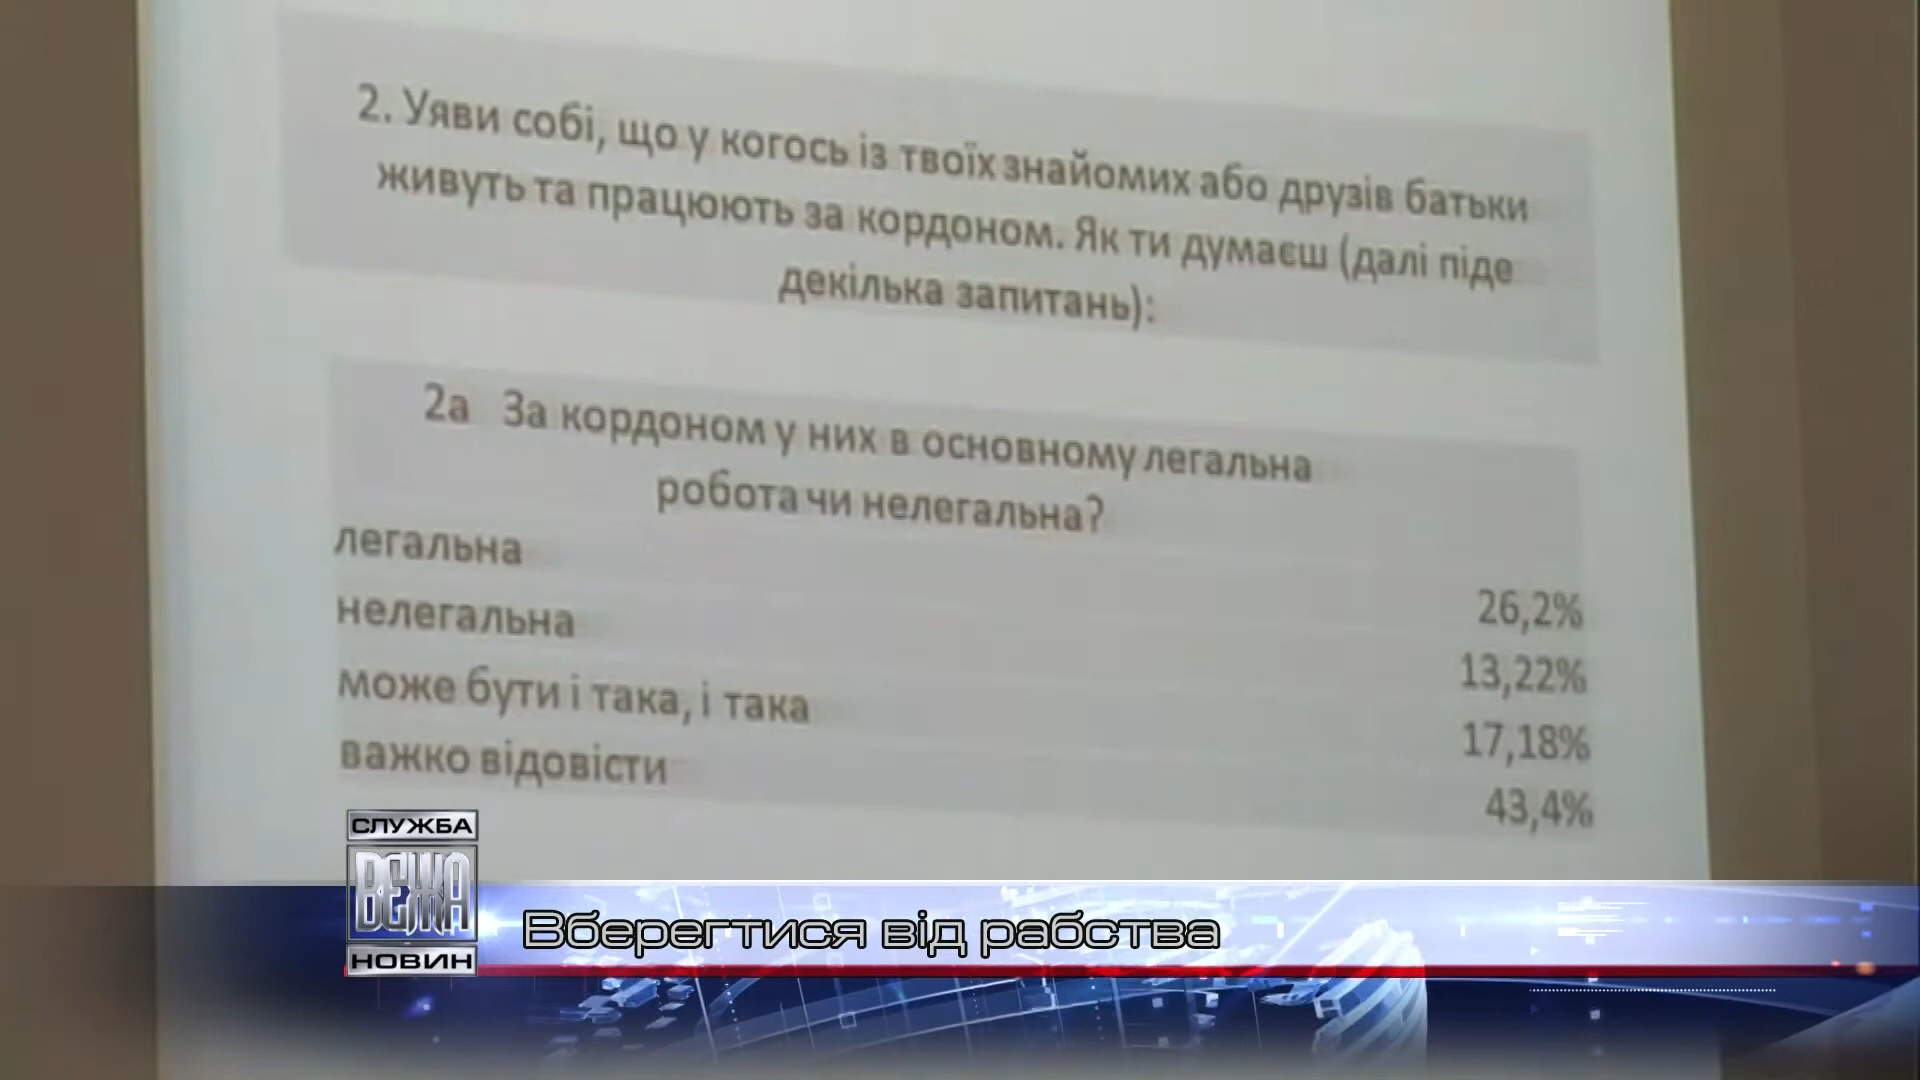 2. Уяви собі, що у когось із твоїх знайомих або друзів батьки
живуть та працюють за кордоном. Як ти думаєш (далі піде
декілька запитань):
2а За кордоном у них в основному легальна
робота чи нелегальна?
легальна 26,2%
нелегальна 13,22%
може бути і така, і така 17,18%
важко відовісти 43,4%
СЛУЖБА
ВЕЖА
НОВИН
Вберегтися від рабства